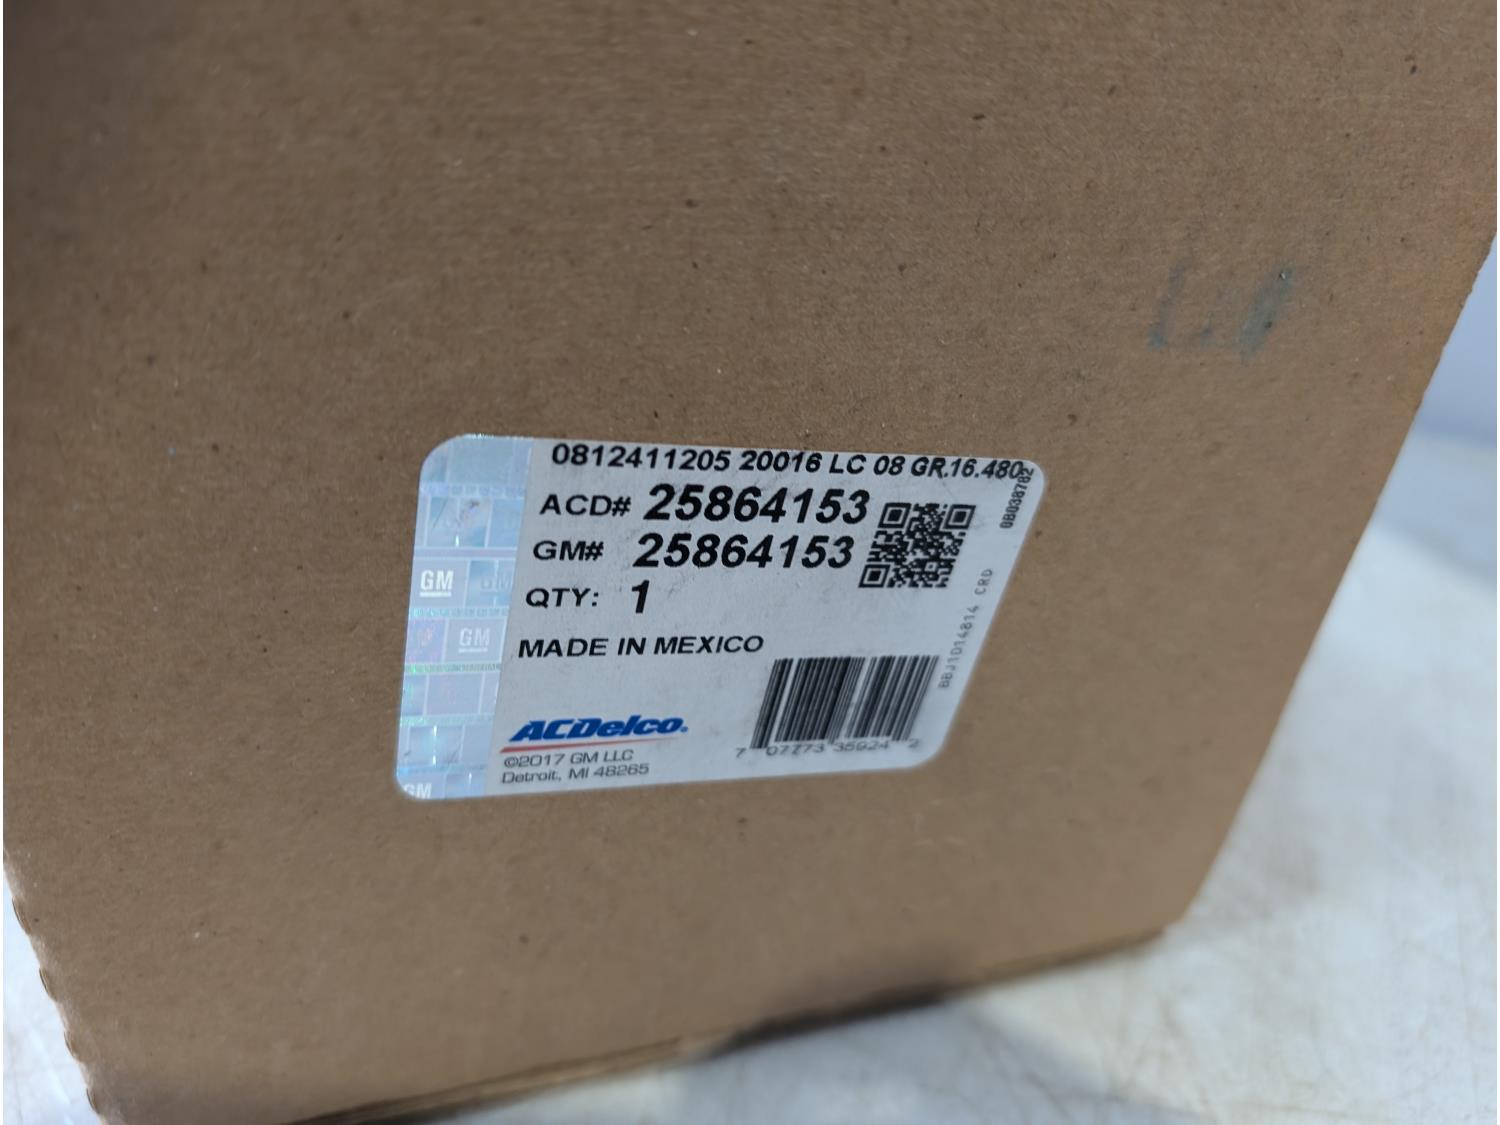 0812411205 20016 LC 08 GR.16.480
0B038782
ACD# 25864153
GM# 25864153
QTY: 1
BBJ1D14814 CRD
MADE IN MEXICO
GM GM
GM
GM
ACDelco®
©2017 GM LLC
Detroit, MI 48265
7 07773 35924 2